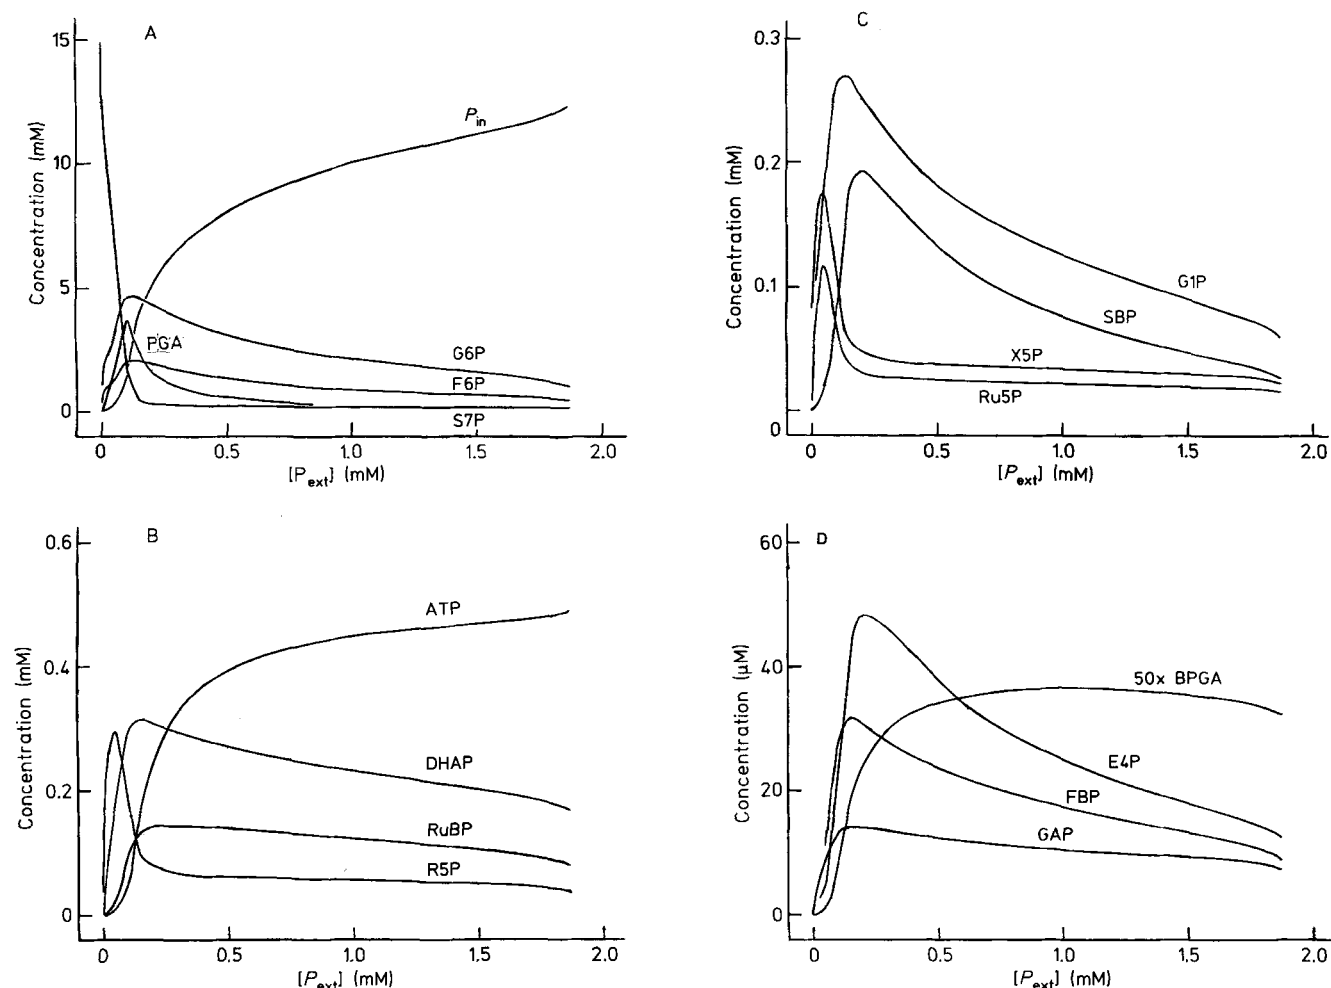 A
Concentration (mM)
15
10
5
0
P_in
PGA
G6P
F6P
S7P
0 0.5 1.0 1.5 2.0
[P_ext] (mM)
C
Concentration (mM)
0.3
0.2
0.1
0
G1P
SBP
X5P
Ru5P
0 0.5 1.0 1.5 2.0
[P_ext] (mM)
B
Concentration (mM)
0.6
0.4
0.2
0
ATP
DHAP
RuBP
R5P
0 0.5 1.0 1.5 2.0
[P_ext] (mM)
D
Concentration (µM)
60
40
20
0
50x BPGA
E4P
FBP
GAP
0 0.5 1.0 1.5 2.0
[P_ext] (mM)